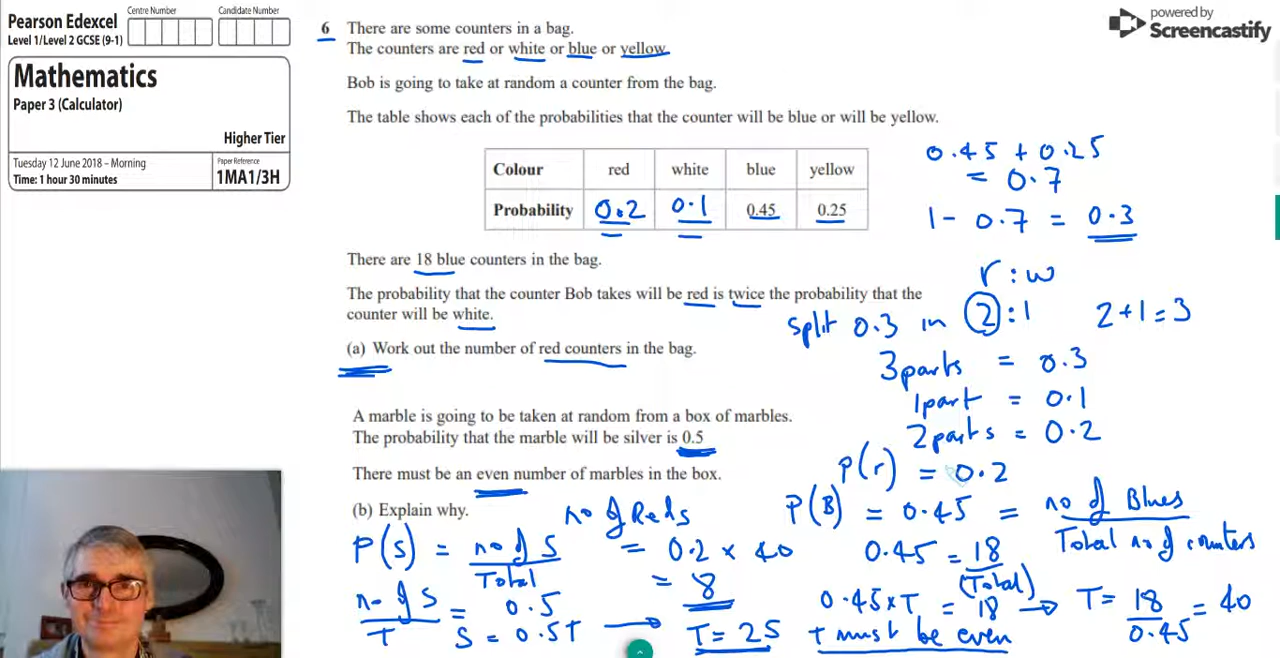 Pearson Edexcel
Level 1/Level 2 GCSE (9-1)
Centre Number
Candidate Number
Mathematics
Paper 3 (Calculator)
Higher Tier
Tuesday 12 June 2018 - Morning
Time: 1 hour 30 minutes
Paper Reference
1MA1/3H
powered by
Screencastify
6 There are some counters in a bag.
The counters are red or white or blue or yellow.
Bob is going to take at random a counter from the bag.
The table shows each of the probabilities that the counter will be blue or will be yellow.
Colour red white blue yellow
Probability 0.2 0.1 0.45 0.25
There are 18 blue counters in the bag.
The probability that the counter Bob takes will be red is twice the probability that the
counter will be white.
(a) Work out the number of red counters in the bag.
A marble is going to be taken at random from a box of marbles.
The probability that the marble will be silver is 0.5
There must be an even number of marbles in the box.
(b) Explain why.
0.45 + 0.25
= 0.7
1 - 0.7 = 0.3
r : w
split 0.3 in 2 : 1 2+1=3
3 parts = 0.3
1 part = 0.1
2 parts = 0.2
P(r) = 0.2
P(B) = 0.45 = no of Blues
Total no of counters
0.45 = 18
(Total)
0.45 x T = 18 → T = 18
0.45
= 40
no of Reds
= 0.2 x 40
= 8
P(S) = no of S
Total
no of S
T
= 0.5
S = 0.5T → T = 25
T must be even